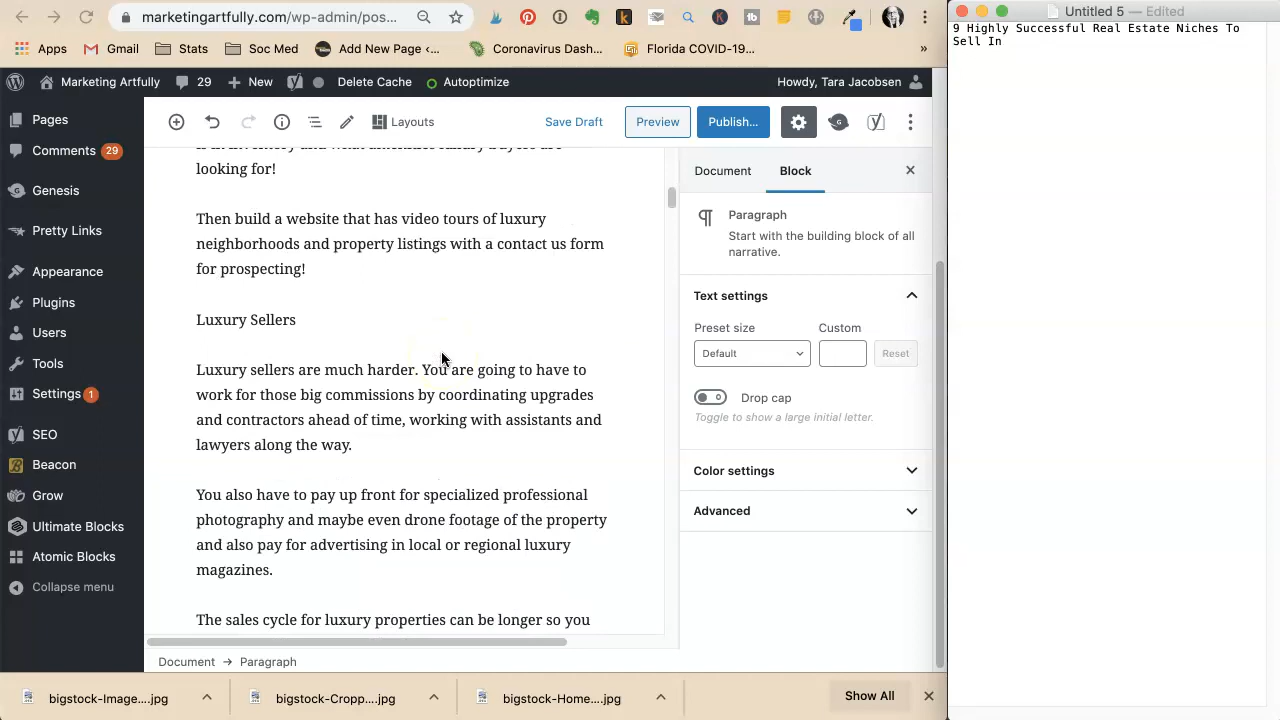 marketingartfully.com/wp-admin/pos...
Apps
Gmail
Stats
Soc Med
Add New Page ‹...
Coronavirus Dash...
Florida COVID-19...
»
Marketing Artfully
29
New
Delete Cache
Autoptimize
Howdy, Tara Jacobsen
Pages
Comments 29
Genesis
Pretty Links
Appearance
Plugins
Users
Tools
Settings 1
SEO
Beacon
Grow
Ultimate Blocks
Atomic Blocks
Collapse menu
Layouts
Save Draft
Preview
Publish...
looking for!
Then build a website that has video tours of luxury
neighborhoods and property listings with a contact us form
for prospecting!
Luxury Sellers
Luxury sellers are much harder. You are going to have to
work for those big commissions by coordinating upgrades
and contractors ahead of time, working with assistants and
lawyers along the way.
You also have to pay up front for specialized professional
photography and maybe even drone footage of the property
and also pay for advertising in local or regional luxury
magazines.
The sales cycle for luxury properties can be longer so you
Document → Paragraph
Document
Block
Paragraph
Start with the building block of all
narrative.
Text settings
Preset size
Custom
Default
Reset
Drop cap
Toggle to show a large initial letter.
Color settings
Advanced
bigstock-Image....jpg
bigstock-Cropp....jpg
bigstock-Home....jpg
Show All
Untitled 5 — Edited
9 Highly Successful Real Estate Niches To
Sell In